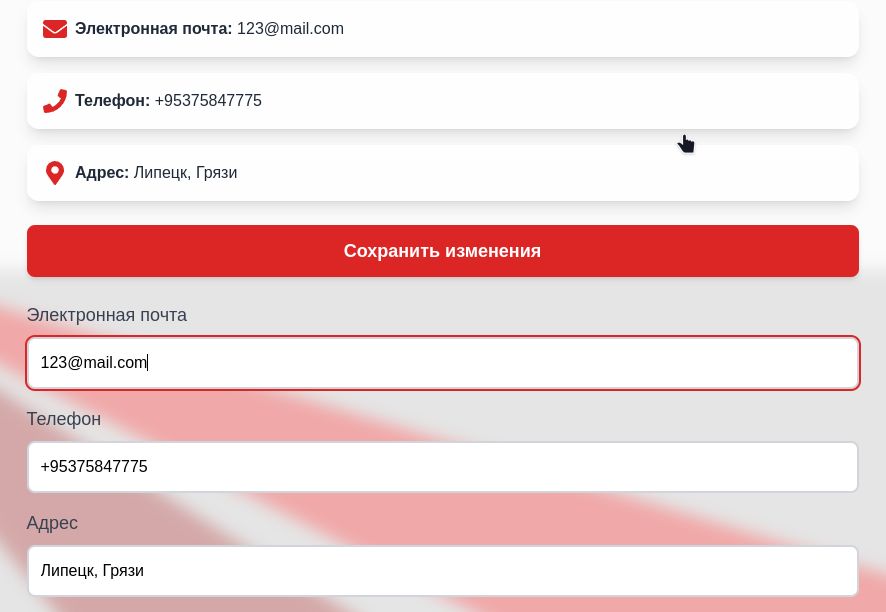 Электронная почта: 123@mail.com
Телефон: +95375847775
Адрес: Липецк, Грязи
Сохранить изменения
Электронная почта
123@mail.com
Телефон
+95375847775
Адрес
Липецк, Грязи